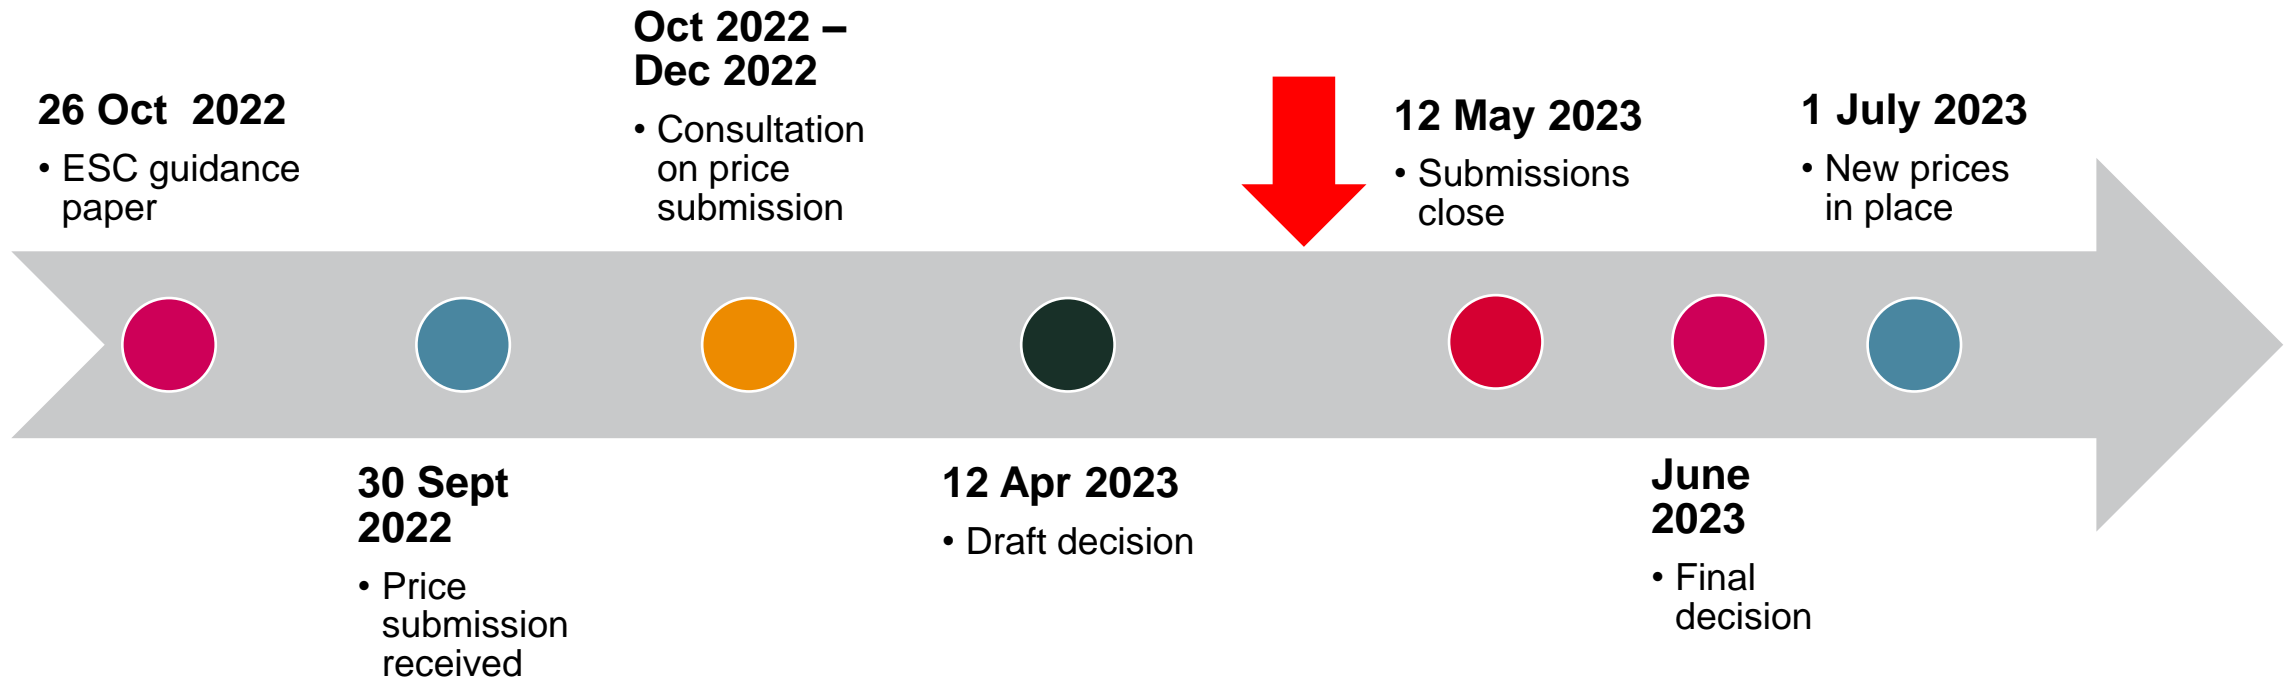 26 Oct  2022
• ESC guidance
paper
30 Sept
2022
• Price
submission
received
Oct 2022 –
Dec 2022
• Consultation
on price
submission
12 Apr 2023
• Draft decision
12 May 2023
• Submissions
close
June
2023
• Final
decision
1 July 2023
• New prices
in place